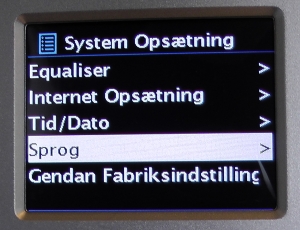 System Opsætning
Equaliser >
Internet Opsætning >
Tid/Dato >
Sprog >
Gendan Fabriksindstilling